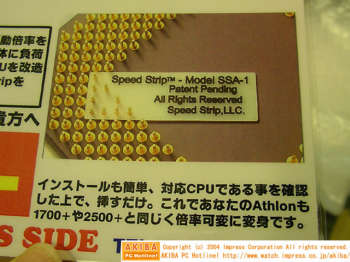 動倍率を
体に負荷
Uを改造
ripを
Speed Strip™ - Model SSA-1
Patent Pending
All Rights Reserved
Speed Strip,LLC.
貴方へ
インストールも簡単、対応CPUである事を確認
した上で、挿すだけ。これであなたのAthlonも
1700+や2500+と同じく倍率可変に変身です。
S SIDE
AKIBA
PC Hotline!
Copyright (c) 2004 impress Corporation All rights reserved.
AKIBA PC Hotline! http://www.watch.impress.co.jp/akiba/